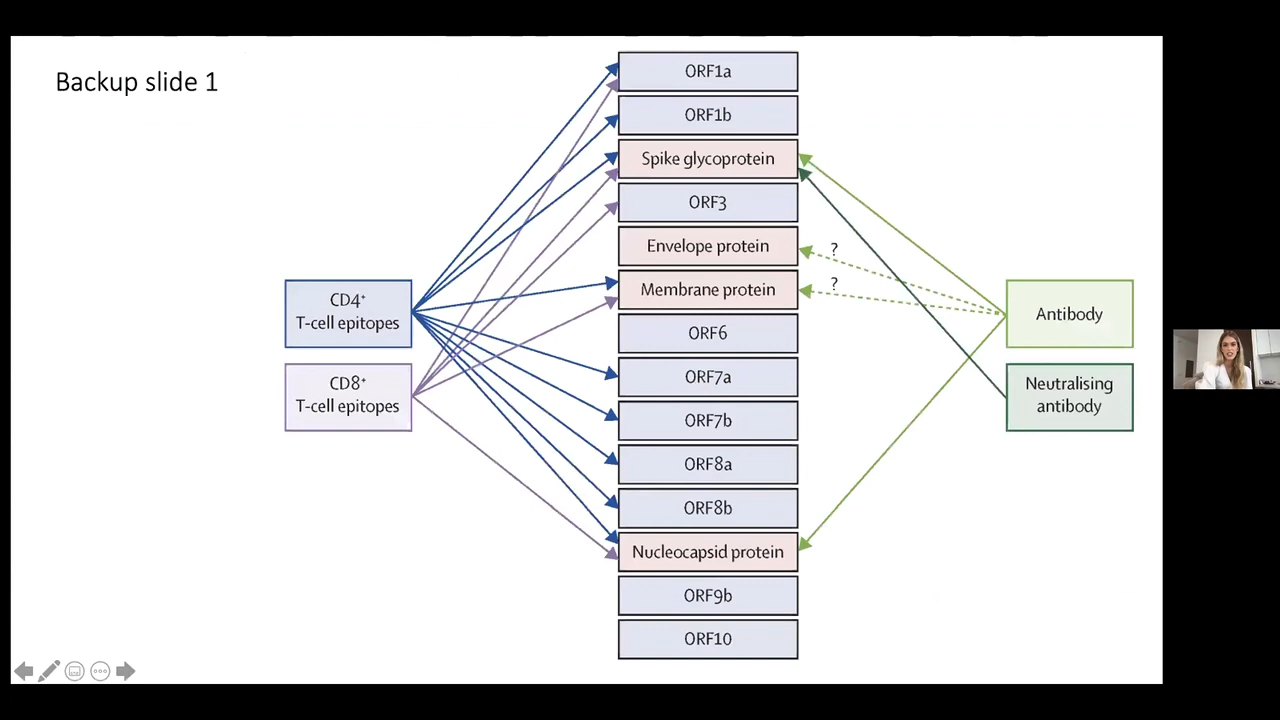 Backup slide 1
ORF1a
ORF1b
Spike glycoprotein
ORF3
Envelope protein
?
Membrane protein
?
ORF6
ORF7a
ORF7b
ORF8a
ORF8b
Nucleocapsid protein
ORF9b
ORF10
CD4⁺
T-cell epitopes
CD8⁺
T-cell epitopes
Antibody
Neutralising
antibody